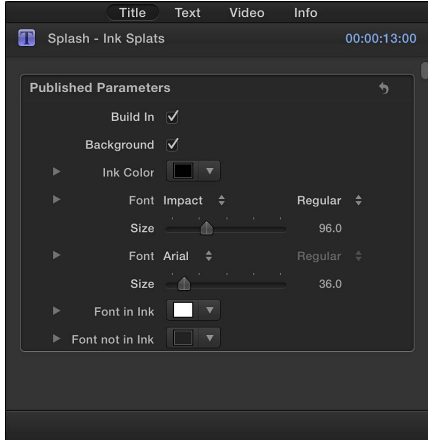 Title Text Video Info
T Splash - Ink Splats 00:00:13:00
Published Parameters
Build In
Background
Ink Color
Font Impact Regular
Size 96.0
Font Arial Regular
Size 36.0
Font in Ink
Font not in Ink